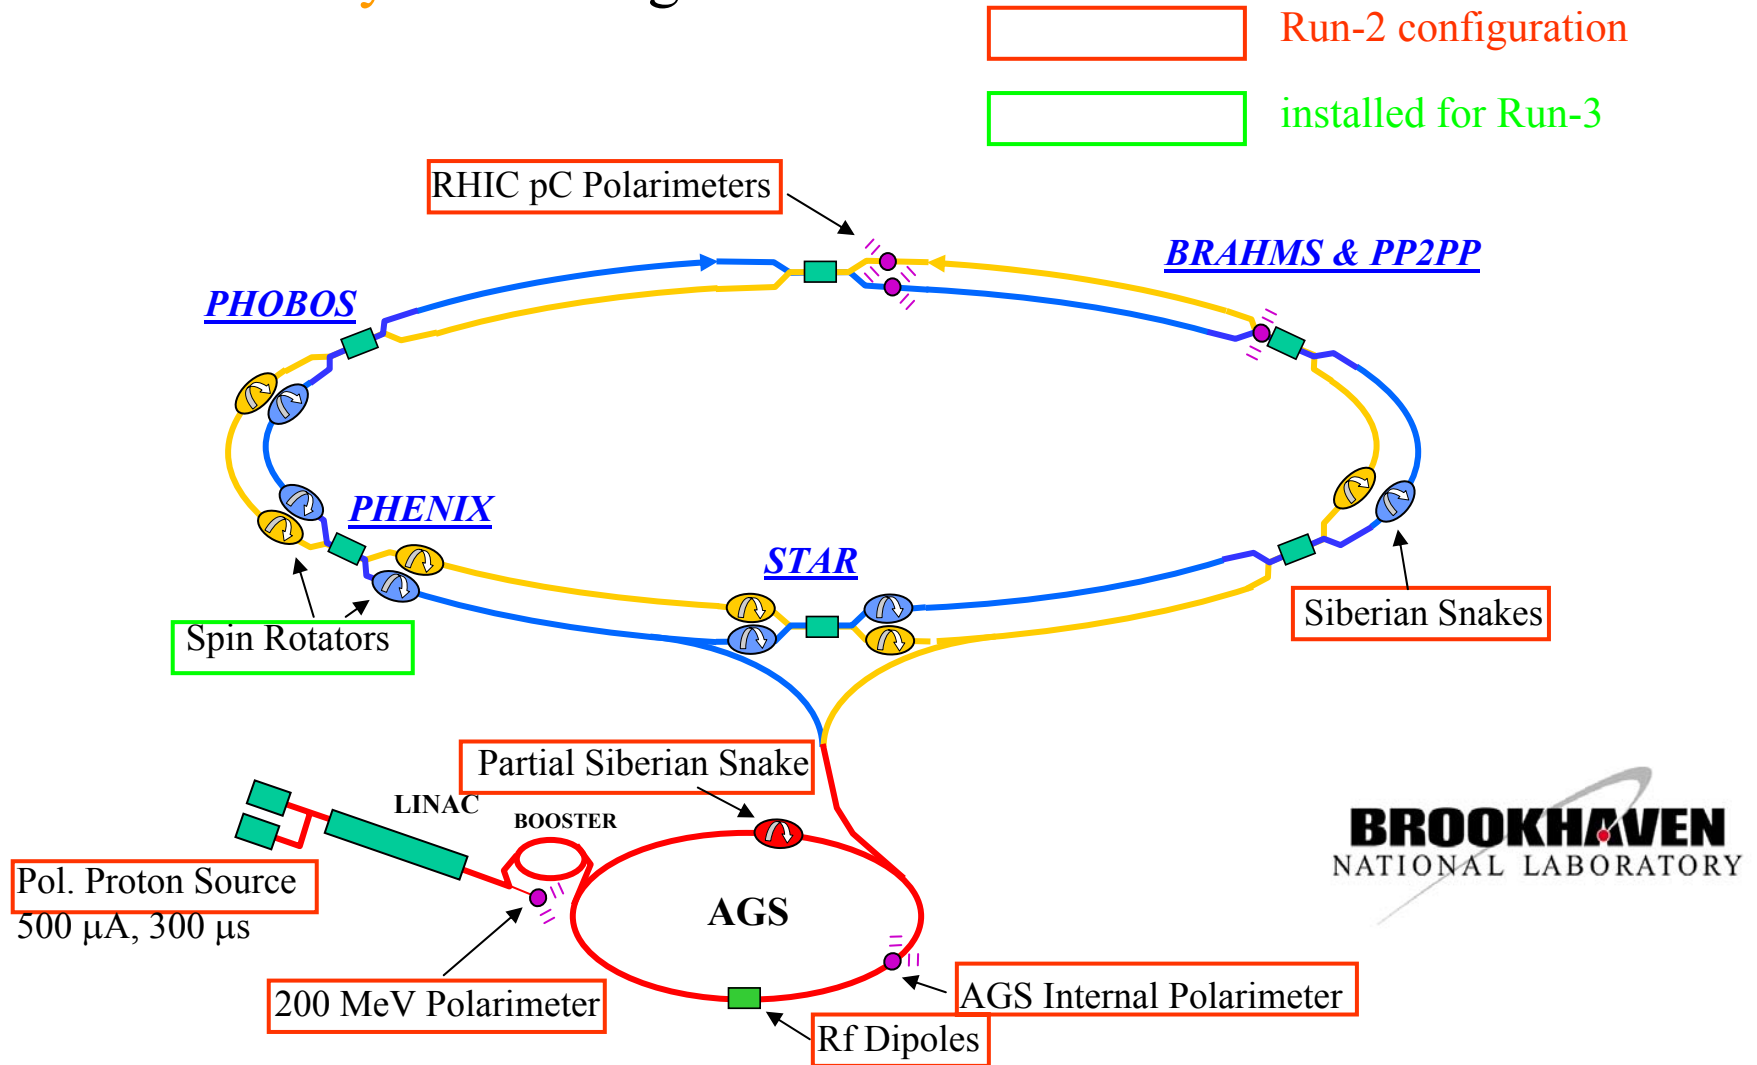 Run-2 configuration
installed for Run-3
RHIC pC Polarimeters
BRAHMS & PP2PP
PHOBOS
PHENIX
STAR
Siberian Snakes
Spin Rotators
Partial Siberian Snake
LINAC
BOOSTER
BROOKHAVEN
NATIONAL LABORATORY
Pol. Proton Source
500 μA, 300 μs
AGS
200 MeV Polarimeter
AGS Internal Polarimeter
Rf Dipoles